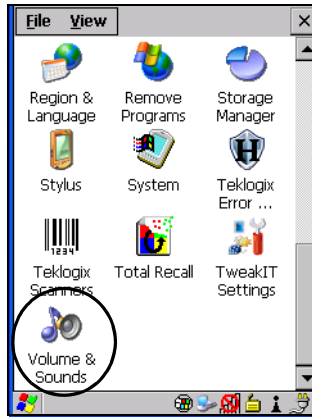 File View
Region & Remove Storage
Language Programs Manager
Stylus System Teklogix
Error ...
1234
Teklogix Total Recall TweakIT
Scanners Settings
Volume &
Sounds